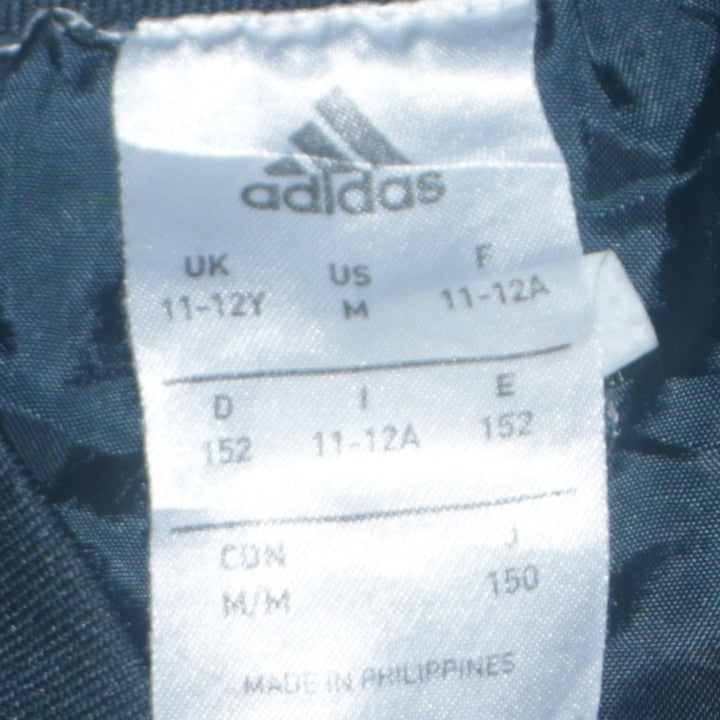 adidas
UK US F
11-12Y M 11-12A
D I E
152 11-12A 152
CDN J
M/M 150
MADE IN PHILIPPINES